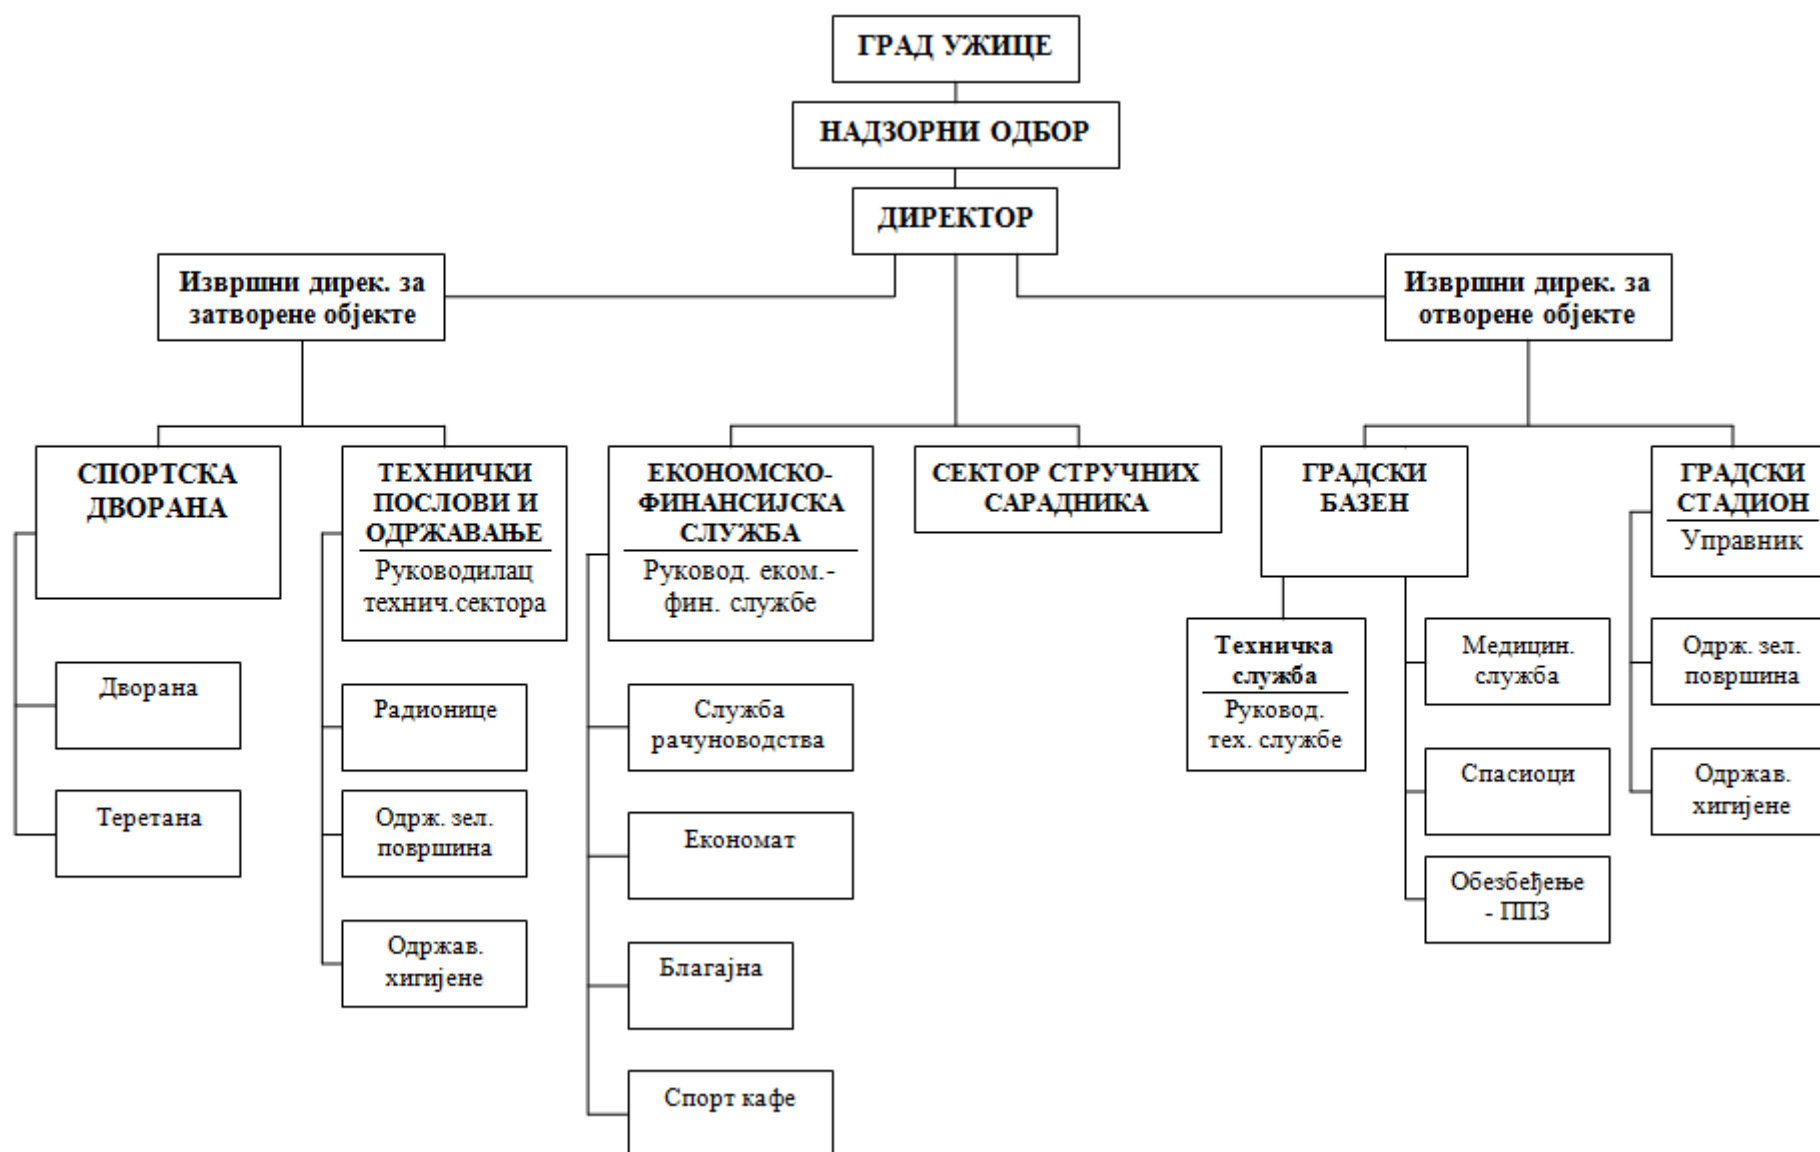 ГРАД УЖИЦЕ
НАДЗОРНИ ОДБОР
ДИРЕКТОР
Извршни дирек. за
затворене објекте
Извршни дирек. за
отворене објекте
СПОРТСКА
ДВОРАНА
ТЕХНИЧКИ
ПОСЛОВИ И
ОДРЖАВАЊЕ
Руководилац
технич.сектора
ЕКОНОМСКО-
ФИНАНСИЈСКА
СЛУЖБА
Руковод. еком.-
фин. службе
СЕКТОР СТРУЧНИХ
САРАДНИКА
ГРАДСКИ
БАЗЕН
ГРАДСКИ
СТАДИОН
Управник
Дворана
Теретана
Радионице
Одрж. зел.
површина
Одржав.
хигијене
Служба
рачуноводства
Економат
Благајна
Спорт кафе
Техничка
служба
Руковод.
тех. службе
Медицин.
служба
Спасиоци
Обезбеђење
- ППЗ
Одрж. зел.
површина
Одржав.
хигијене